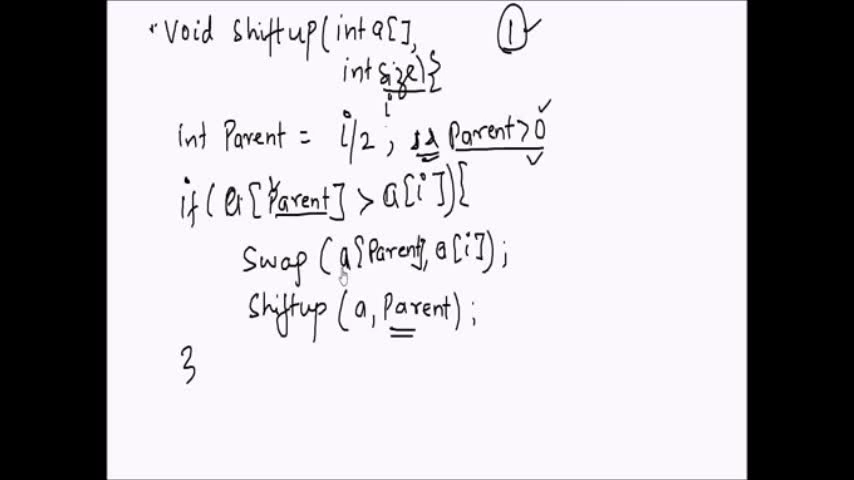 Void Shiftup(int a[], 1
int size){
i
int Parent = i/2 ; && Parent>0
if( a[Parent] > a[i]){
Swap (a[Parent], a[i]);
Shiftup (a, Parent);
}